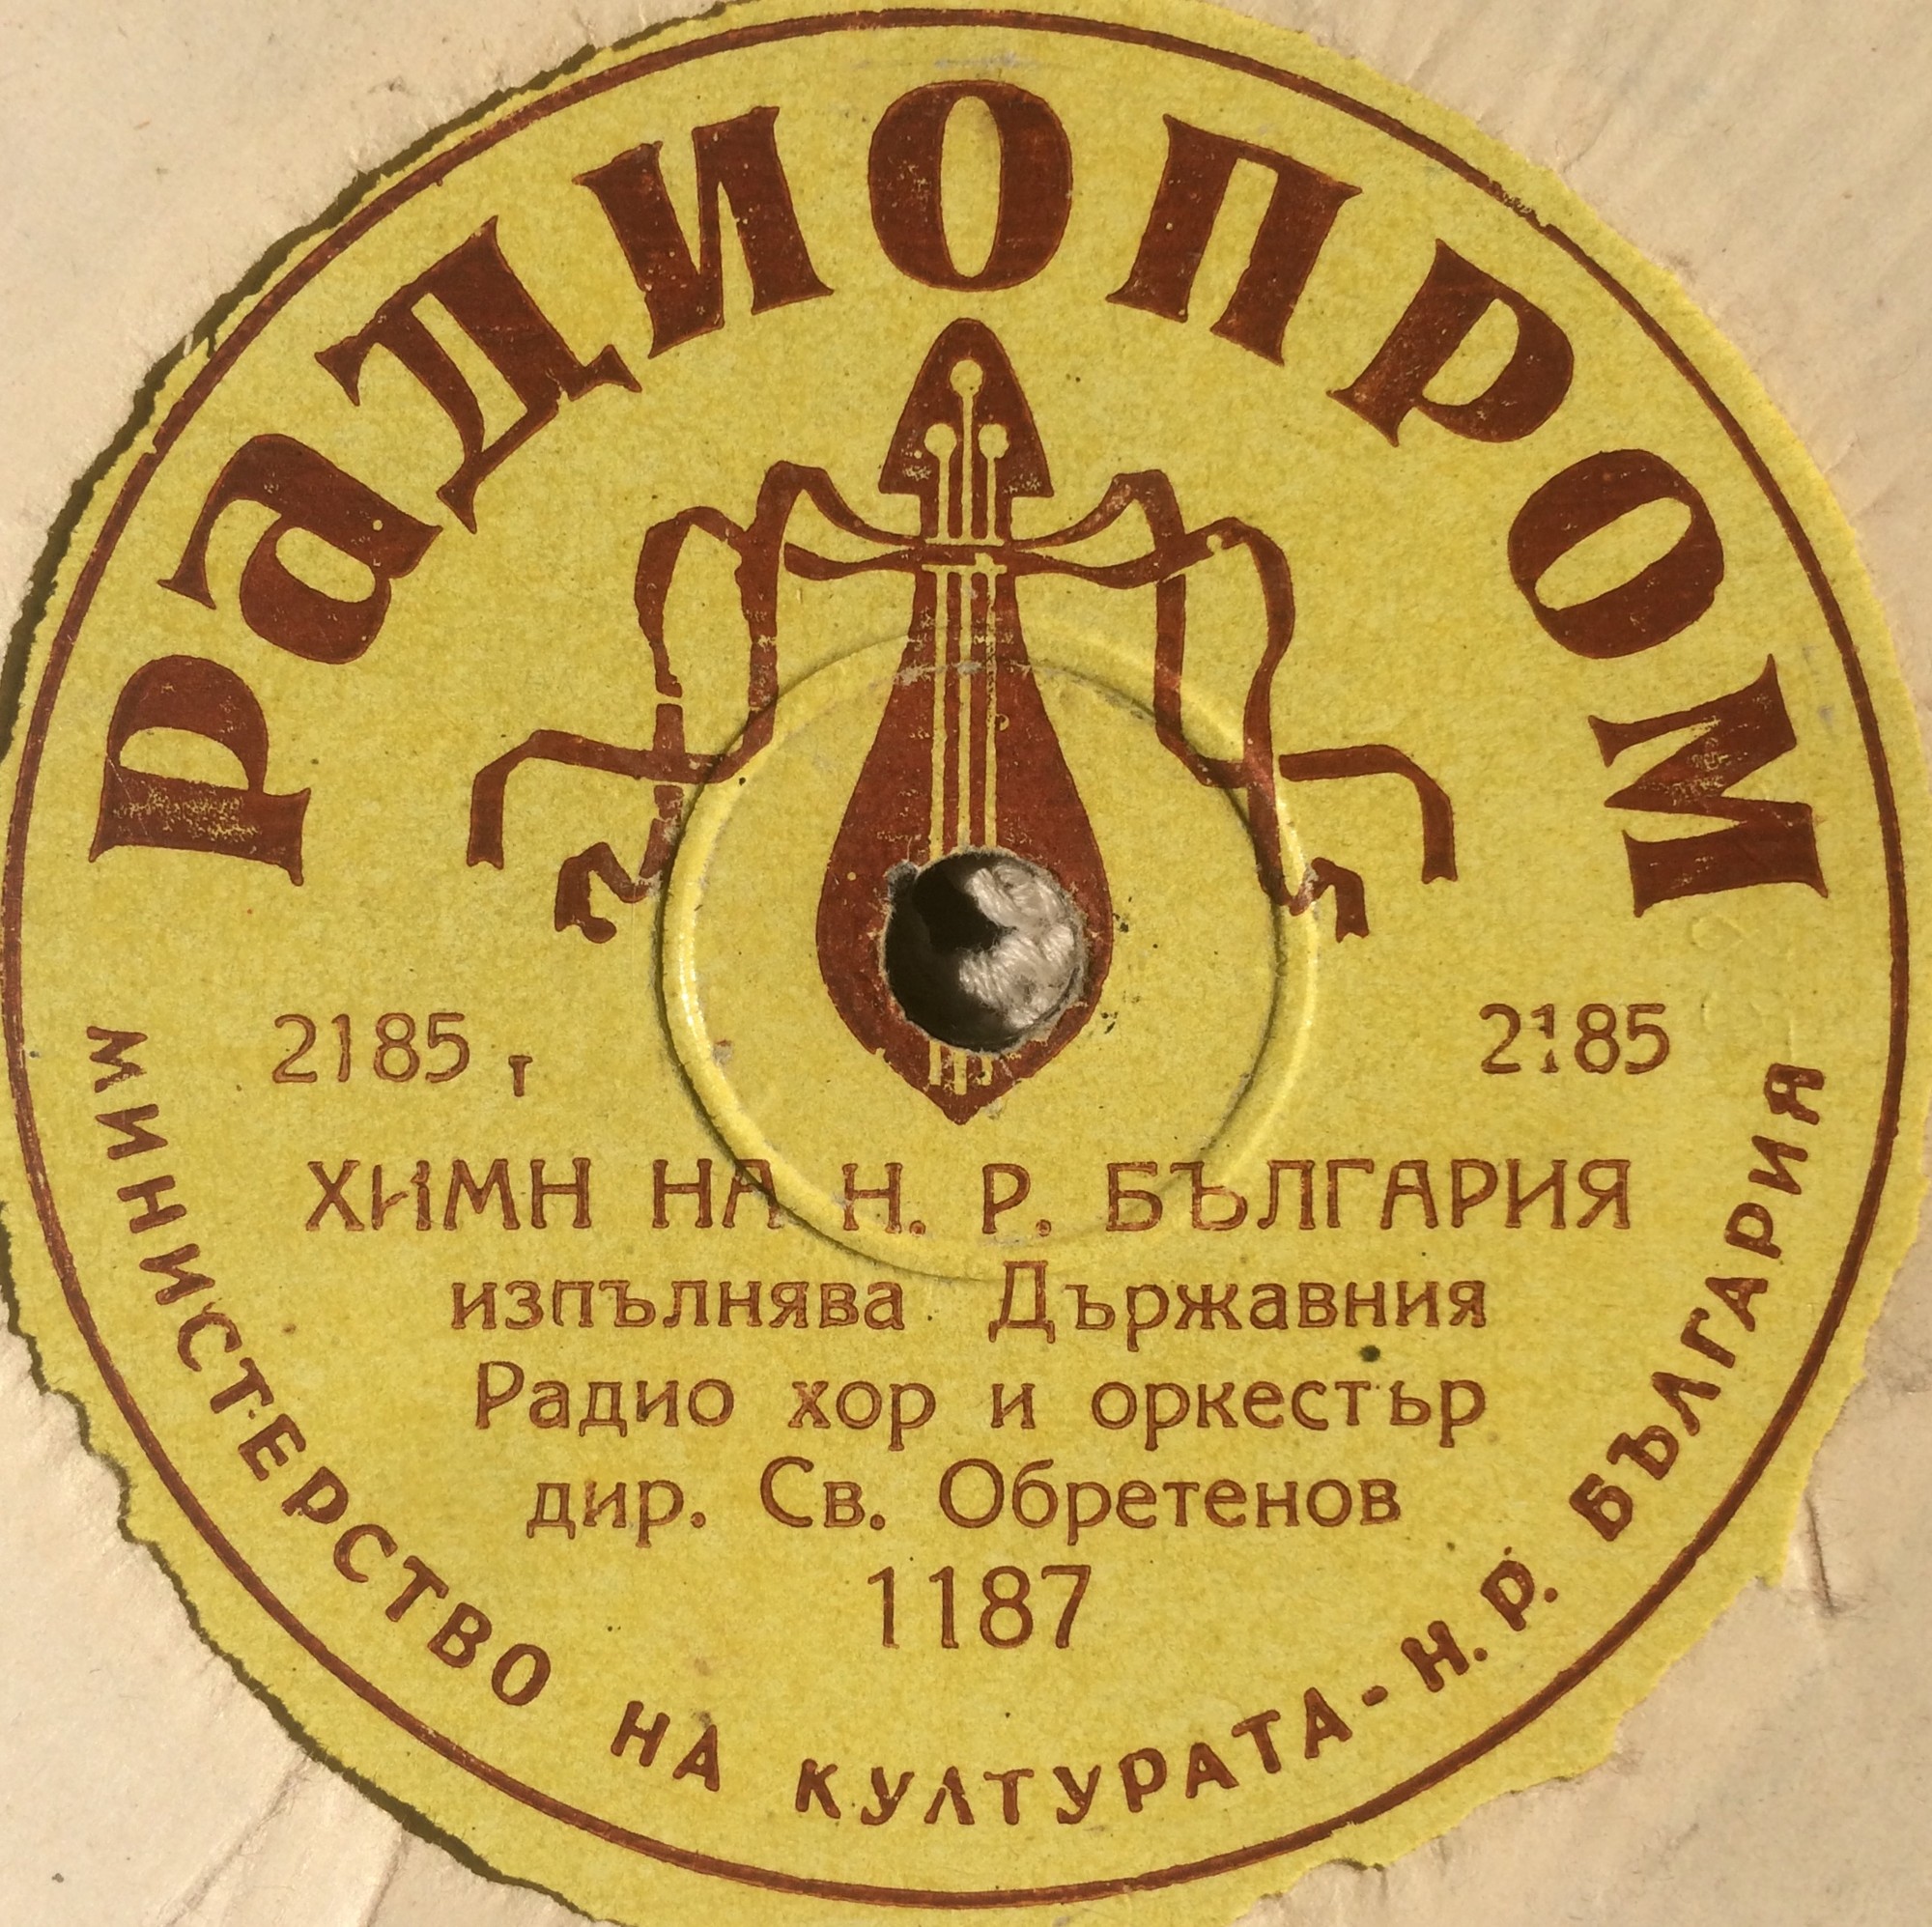 Радиопром
2185 т 2185
ХИМН НА Н. Р. БЪЛГАРИЯ
изпълнява Държавния
Радио хор и оркестър
дир. Св. Обретенов
1187
МИНИСТЕРСТВО НА КУЛТУРАТА - Н. Р. БЪЛГАРИЯ